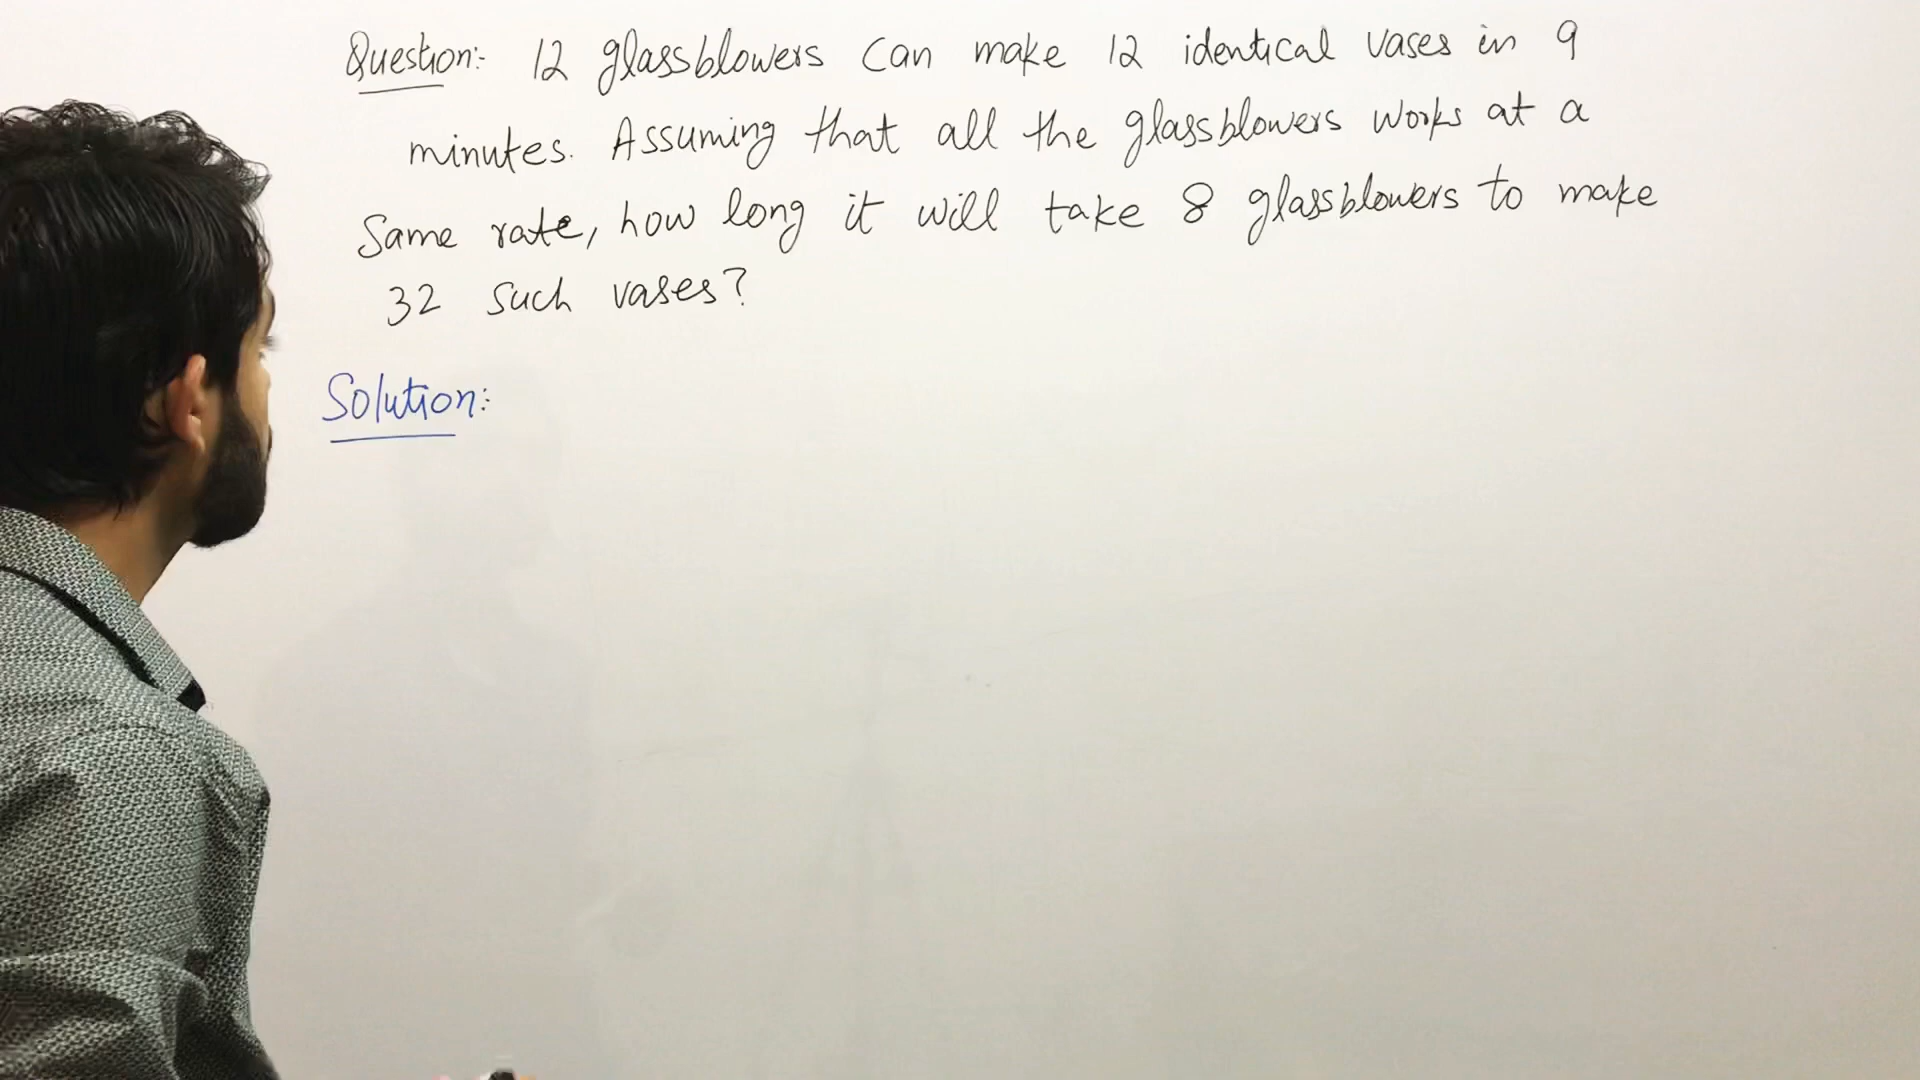 Question:- 12 glassblowers can make 12 identical vases in 9
minutes. Assuming that all the glassblowers works at a
Same rate, how long it will take 8 glassblowers to make
32 such vases?
Solution: